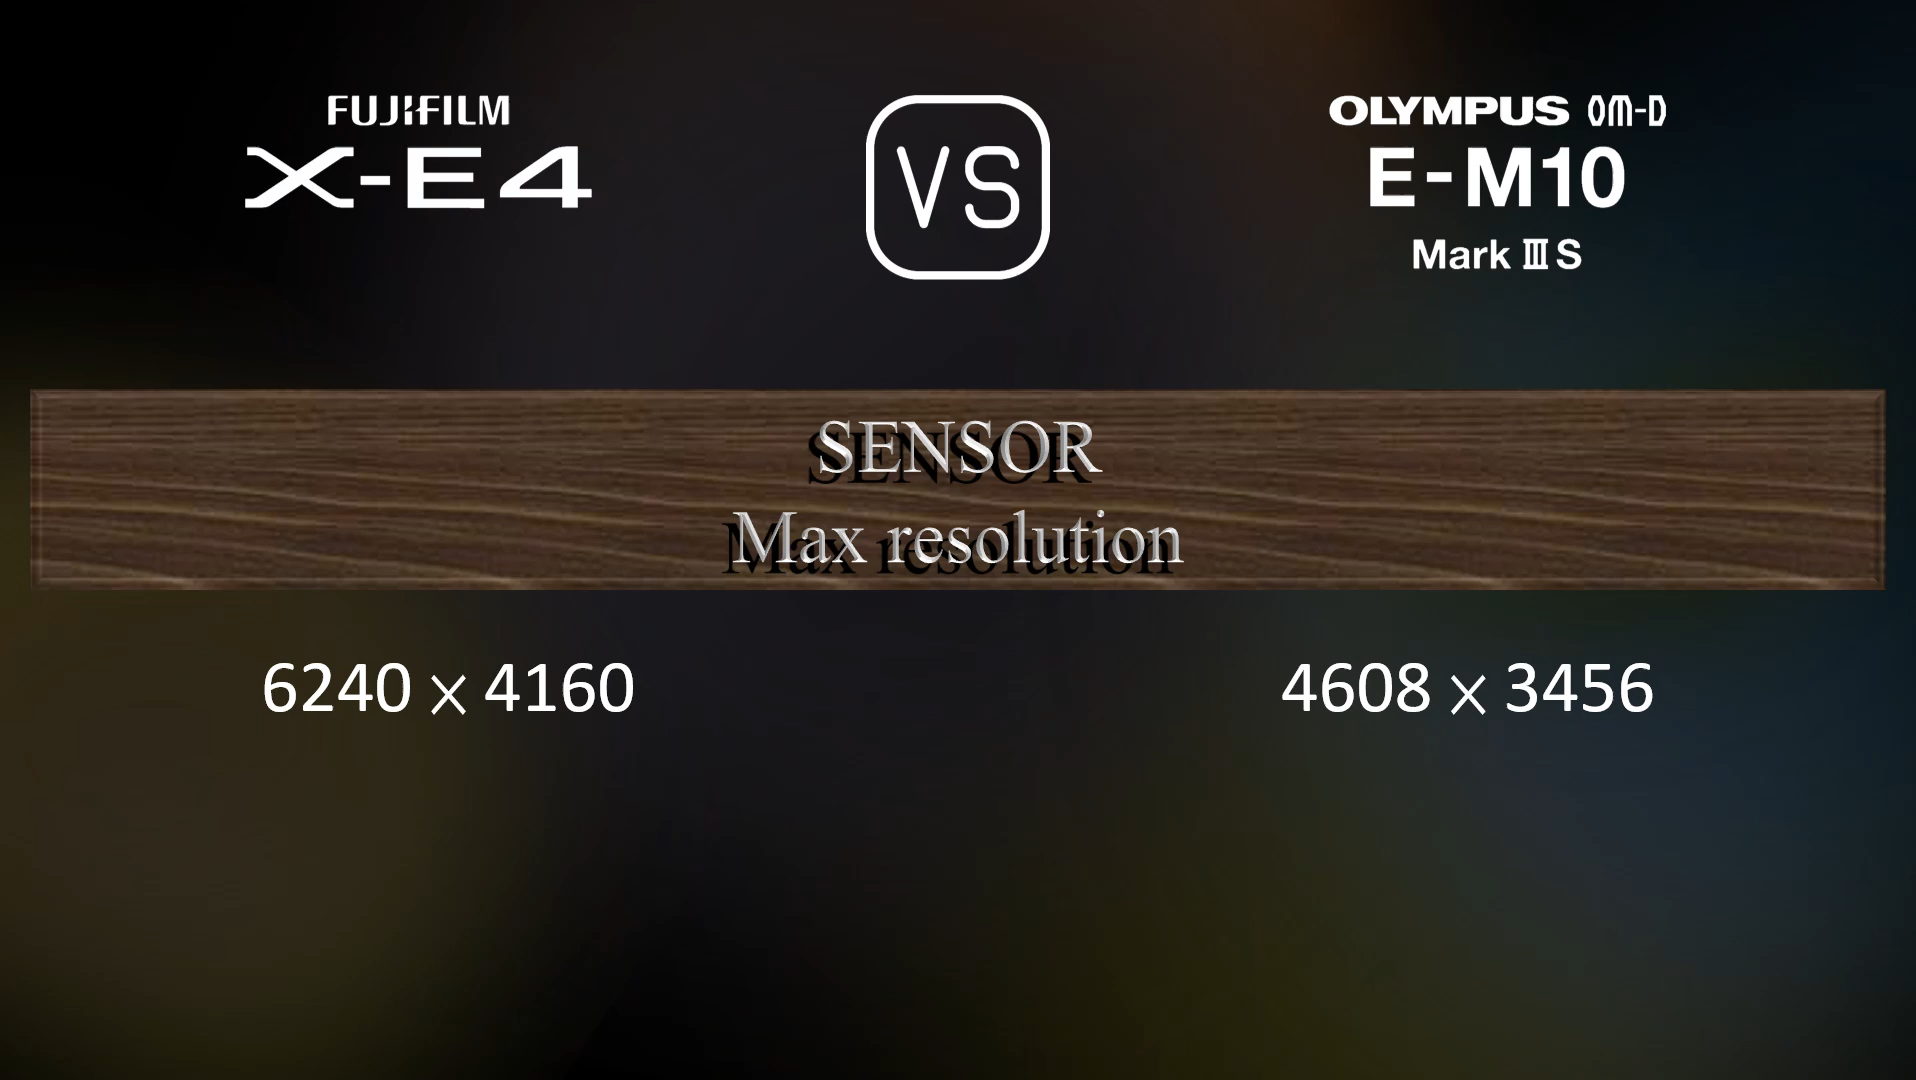 FUJIFILM
X-E4
VS
OLYMPUS OM-D
E-M10
Mark III S
SENSOR
Max resolution
6240 x 4160
4608 x 3456